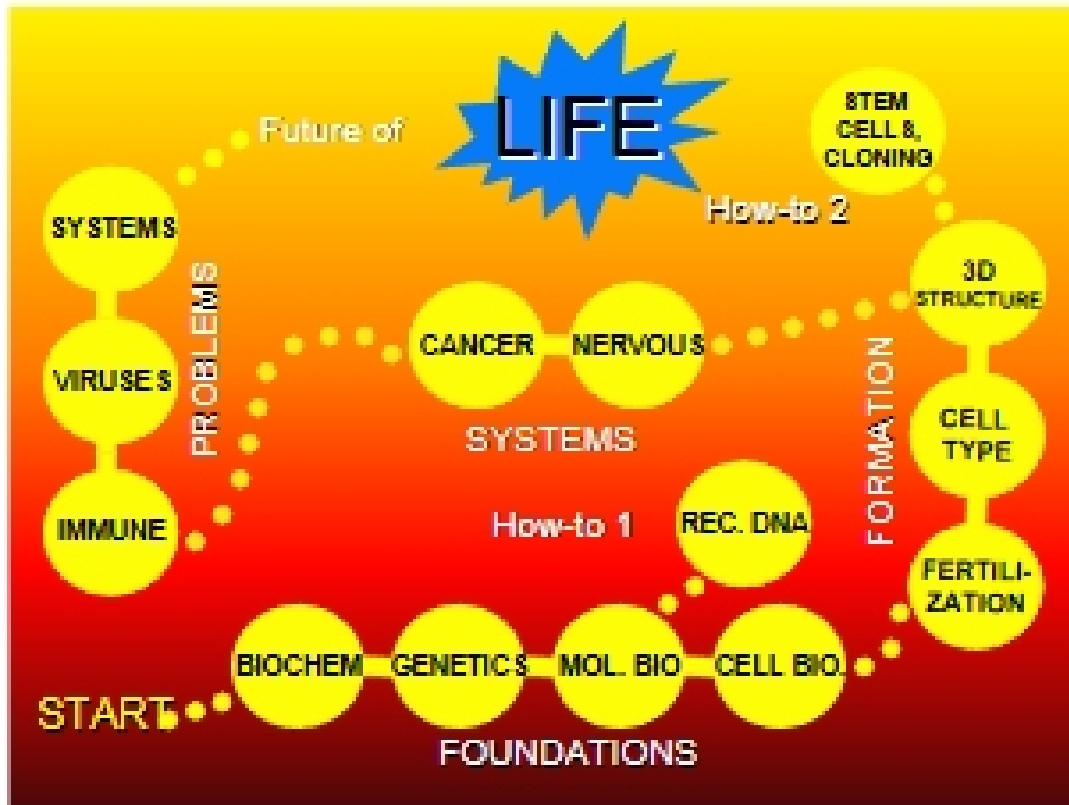 LIFE
Future of
STEM
CELLS,
CLONING
How-to 2
SYSTEMS
3D
STRUCTURE
PROBLEMS
CANCER
NERVOUS
VIRUSES
FORMATION
CELL
TYPE
SYSTEMS
How-to 1
REC. DNA
IMMUNE
FERTILI-
ZATION
BIOCHEM
GENETICS
MOL. BIO
CELL BIO.
START
FOUNDATIONS